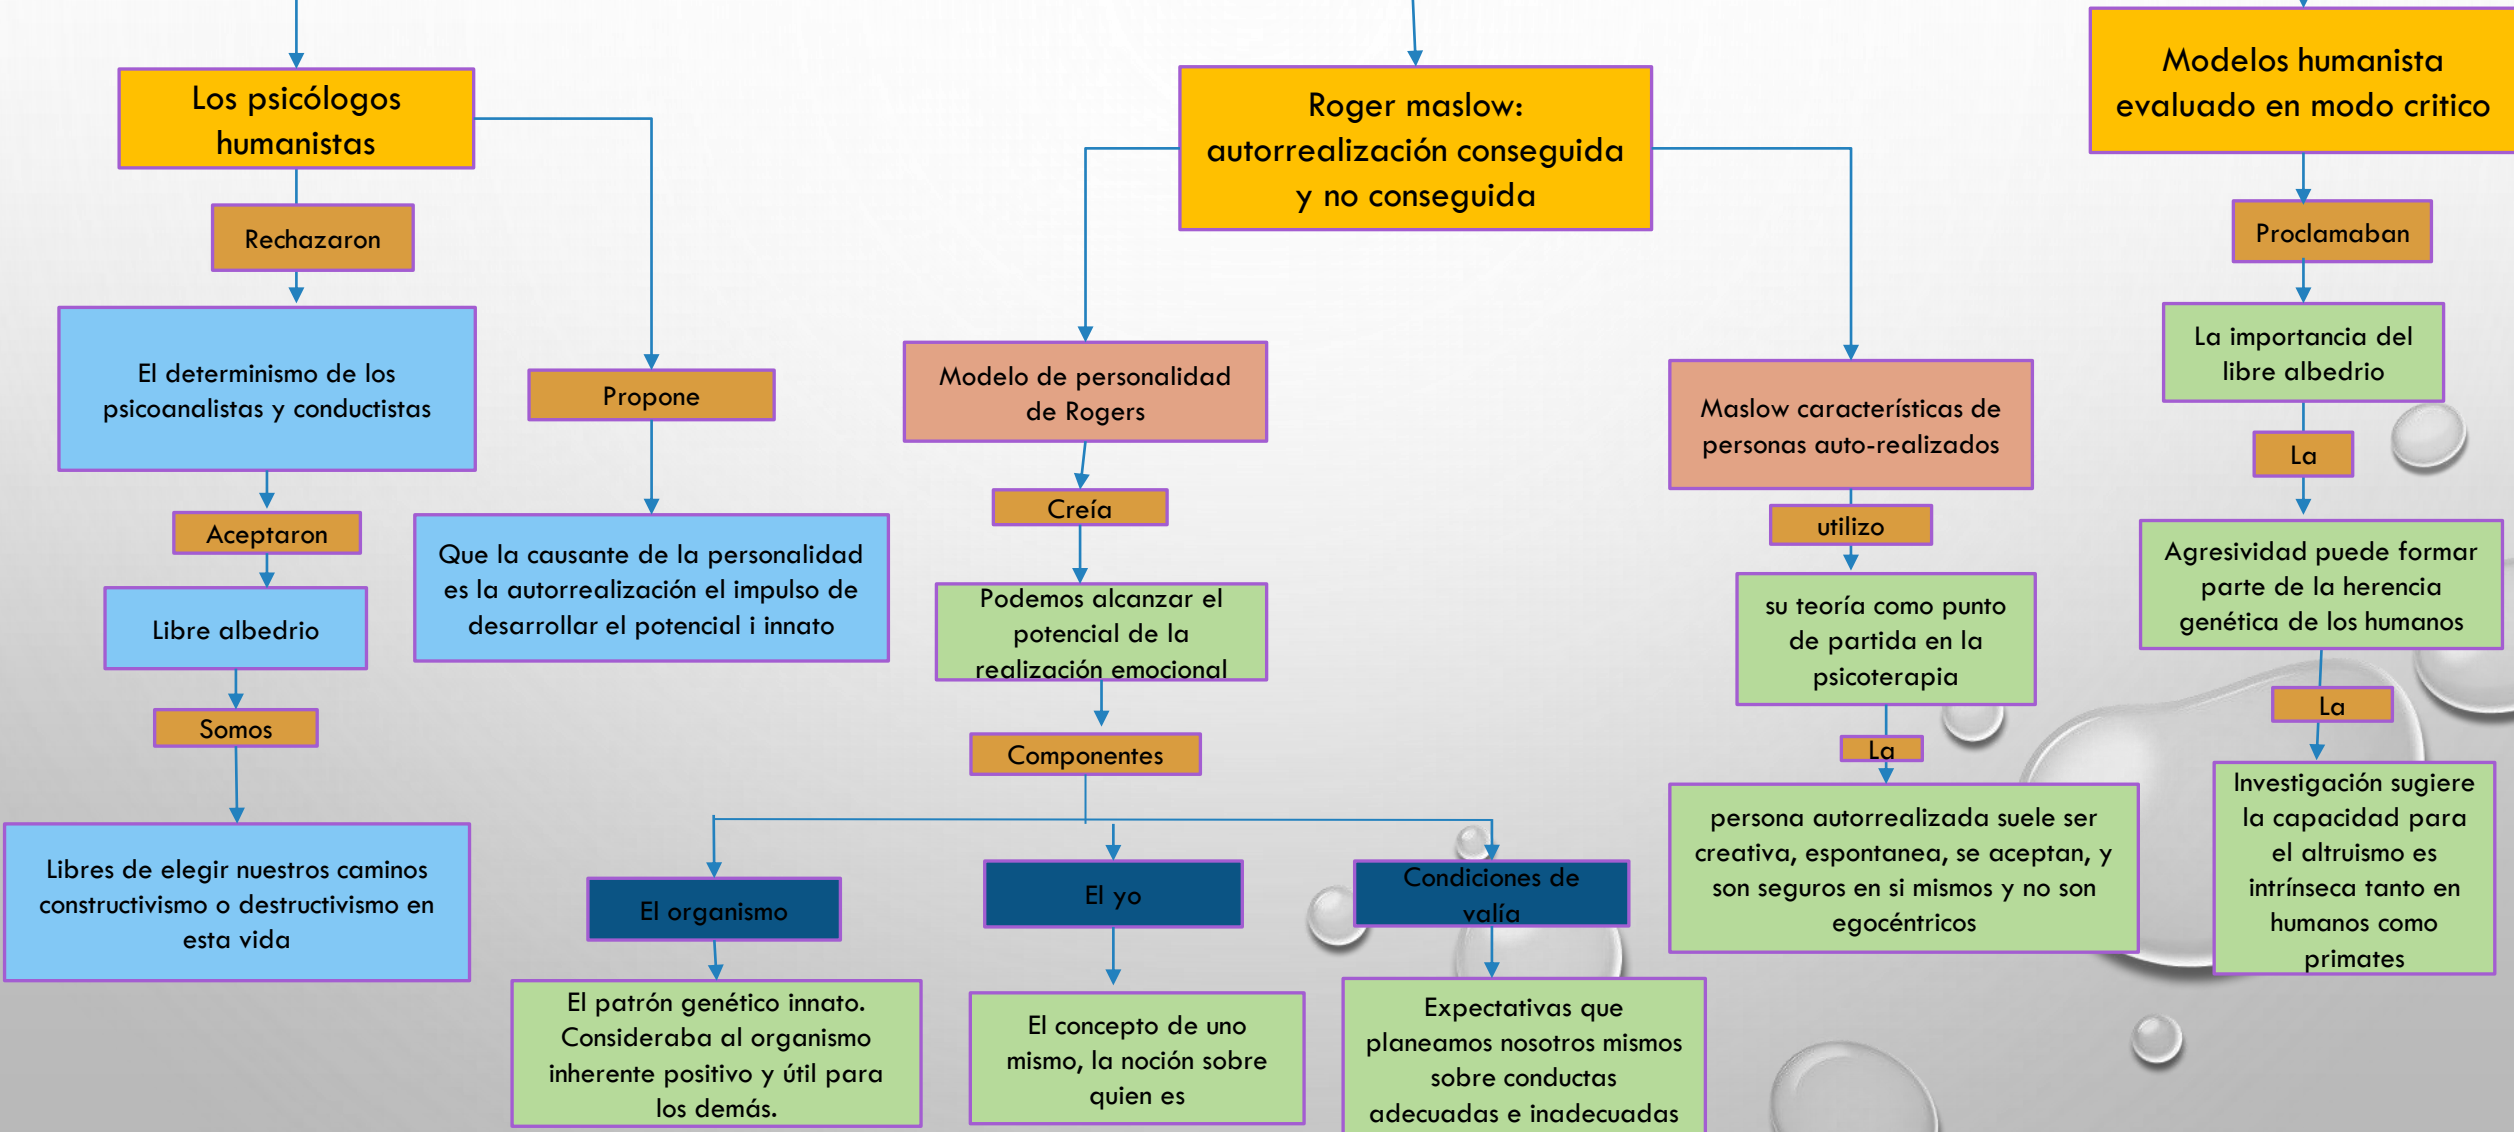 Los psicólogos
humanistas
Rechazaron
El determinismo de los
psicoanalistas y conductistas
Aceptaron
Libre albedrio
Somos
Libres de elegir nuestros caminos
constructivismo o destructivismo en
esta vida
Propone
Que la causante de la personalidad
es la autorrealización el impulso de
desarrollar el potencial i innato
Roger maslow:
autorrealización conseguida
y no conseguida
Modelo de personalidad
de Rogers
Creía
Podemos alcanzar el
potencial de la
realización emocional
Componentes
El organismo
El patrón genético innato.
Consideraba al organismo
inherente positivo y útil para
los demás.
El yo
El concepto de uno
mismo, la noción sobre
quien es
Condiciones de
valía
Expectativas que
planeamos nosotros mismos
sobre conductas
adecuadas e inadecuadas
Maslow características de
personas auto-realizados
utilizo
su teoría como punto
de partida en la
psicoterapia
La
persona autorrealizada suele ser
creativa, espontanea, se aceptan, y
son seguros en si mismos y no son
egocéntricos
Modelos humanista
evaluado en modo critico
Proclamaban
La importancia del
libre albedrio
La
Agresividad puede formar
parte de la herencia
genética de los humanos
La
Investigación sugiere
la capacidad para
el altruismo es
intrínseca tanto en
humanos como
primates